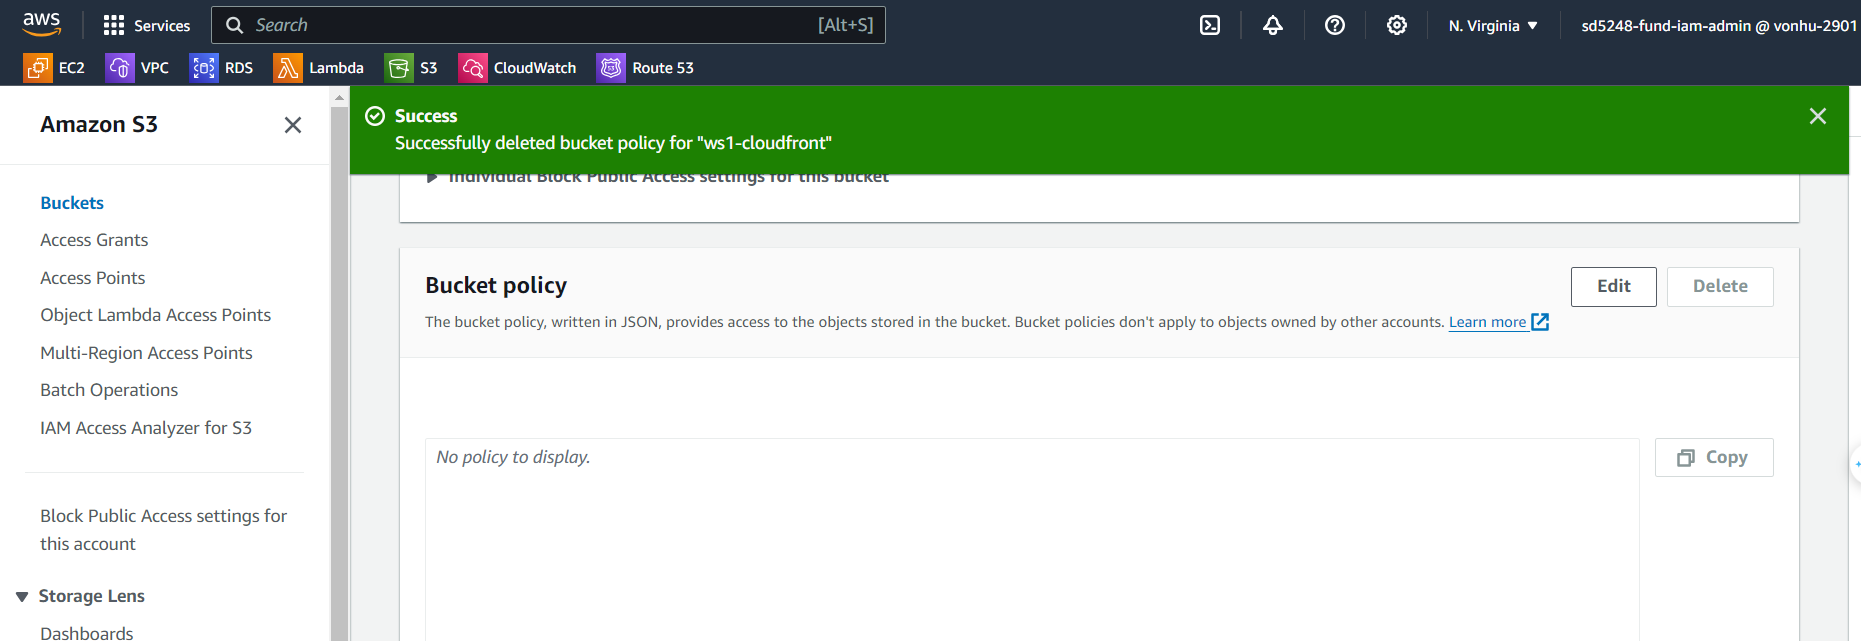 aws
Services
Search
[Alt+S]
N. Virginia
sd5248-fund-iam-admin @ vonhu-2901
EC2
VPC
RDS
Lambda
S3
CloudWatch
Route 53
Amazon S3
Success
Successfully deleted bucket policy for "ws1-cloudfront"
Individual Block Public Access settings for this bucket
Buckets
Access Grants
Access Points
Object Lambda Access Points
Multi-Region Access Points
Batch Operations
IAM Access Analyzer for S3
Block Public Access settings for
this account
Storage Lens
Dashboards
Bucket policy
Edit
Delete
The bucket policy, written in JSON, provides access to the objects stored in the bucket. Bucket policies don't apply to objects owned by other accounts. Learn more
No policy to display.
Copy